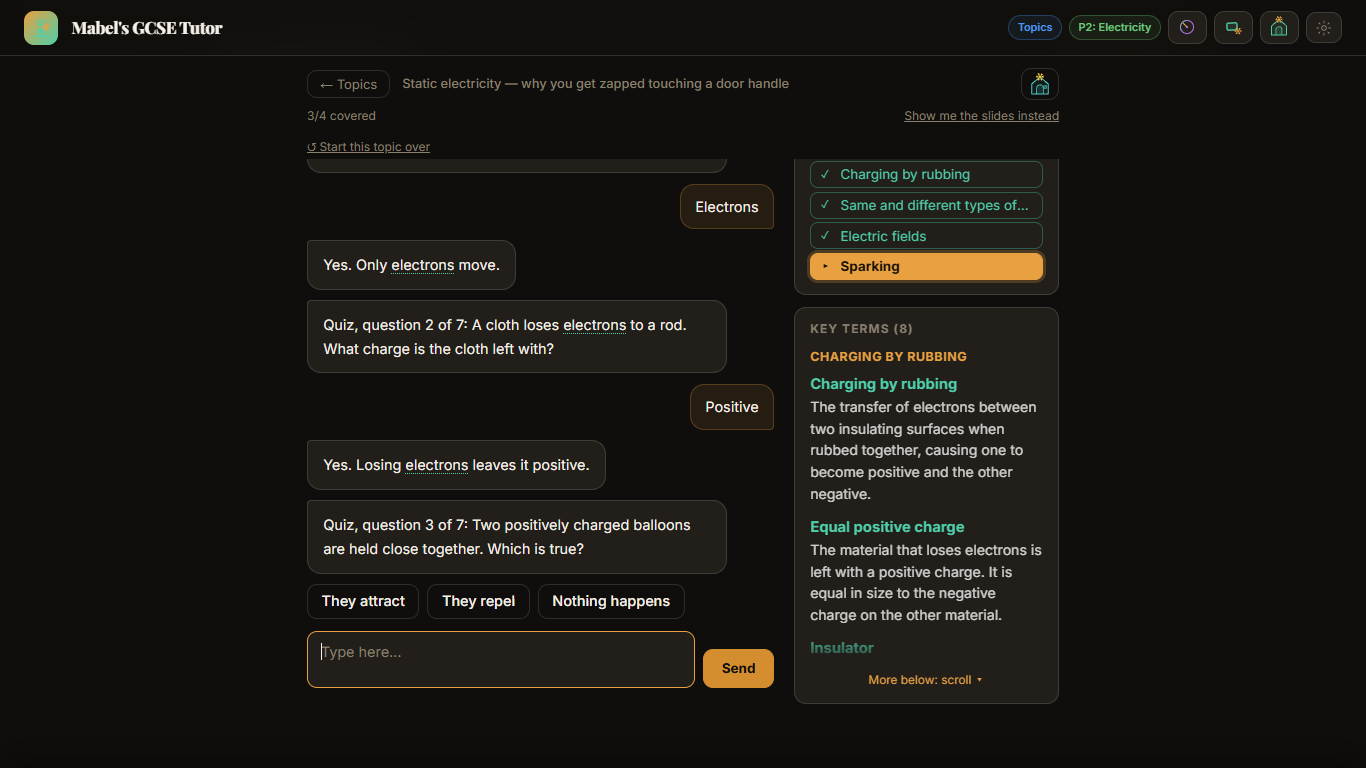 Mabel's GCSE Tutor
Topics
P2: Electricity
← Topics
Static electricity — why you get zapped touching a door handle
3/4 covered
Show me the slides instead
↺ Start this topic over
Electrons
Yes. Only electrons move.
Quiz, question 2 of 7: A cloth loses electrons to a rod.
What charge is the cloth left with?
Positive
Yes. Losing electrons leaves it positive.
Quiz, question 3 of 7: Two positively charged balloons
are held close together. Which is true?
They attract
They repel
Nothing happens
Type here...
Send
✓ Charging by rubbing
✓ Same and different types of...
✓ Electric fields
▸ Sparking
KEY TERMS (8)
CHARGING BY RUBBING
Charging by rubbing
The transfer of electrons between
two insulating surfaces when
rubbed together, causing one to
become positive and the other
negative.
Equal positive charge
The material that loses electrons is
left with a positive charge. It is
equal in size to the negative
charge on the other material.
Insulator
More below: scroll ▾